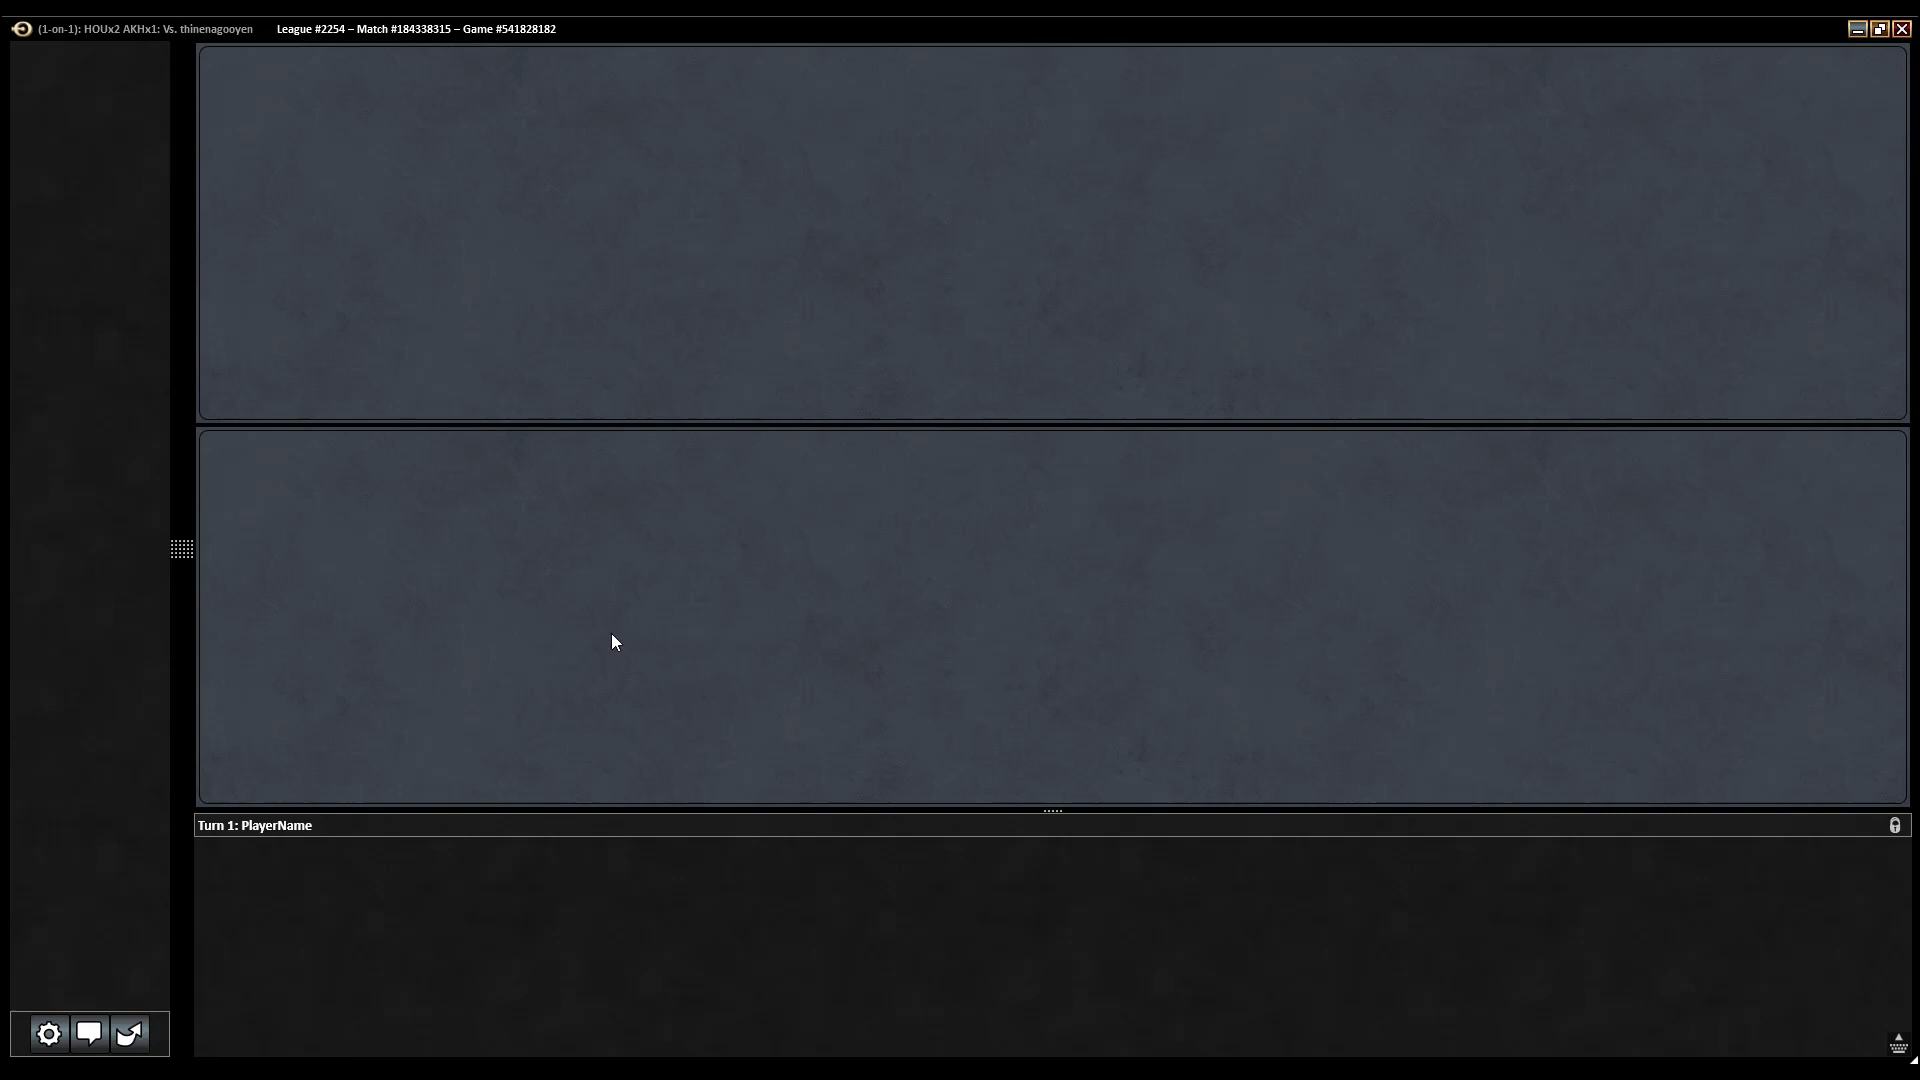 (1-on-1): HOUx2 AKHx1: Vs. thinenagooyen
League #2254 – Match #184338315 – Game #541828182
Turn 1: PlayerName